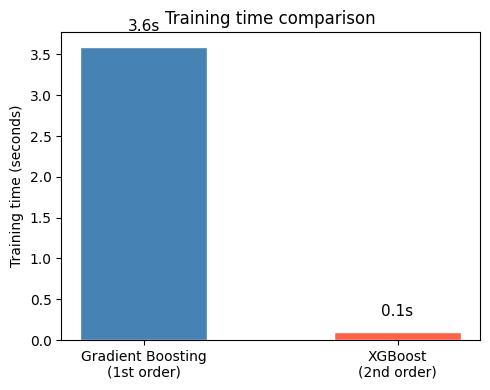 Training time comparison
3.6s
Training time (seconds)
3.5
3.0
2.5
2.0
1.5
1.0
0.5
0.0
0.1s
Gradient Boosting
(1st order)
XGBoost
(2nd order)